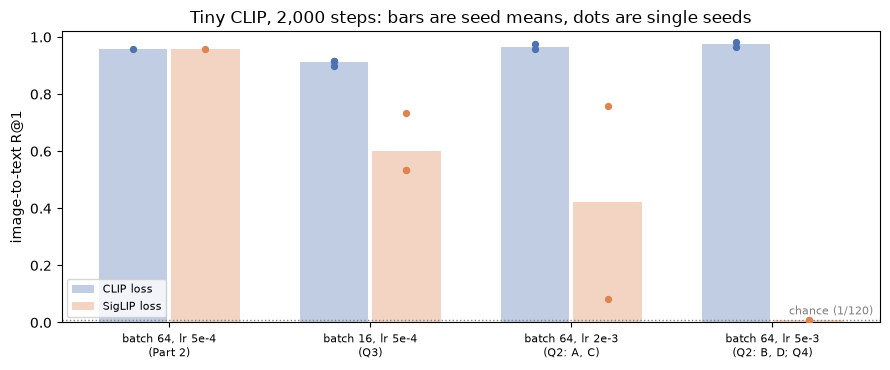 Tiny CLIP, 2,000 steps: bars are seed means, dots are single seeds
image-to-text R@1
1.0
0.8
0.6
0.4
0.2
0.0
CLIP loss
SigLIP loss
chance (1/120)
batch 64, lr 5e-4
(Part 2)
batch 16, lr 5e-4
(Q3)
batch 64, lr 2e-3
(Q2: A, C)
batch 64, lr 5e-3
(Q2: B, D; Q4)